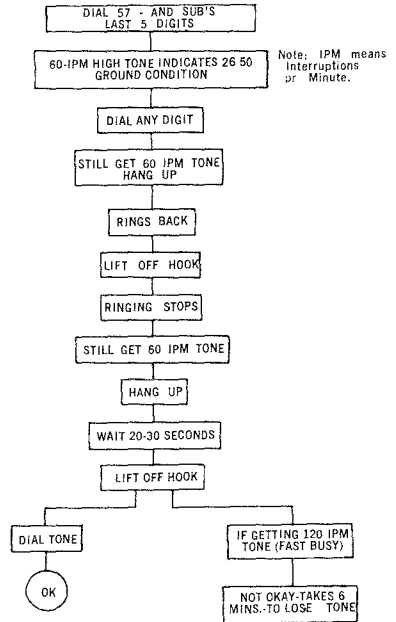 DIAL 57 - AND SUB'S
LAST 5 DIGITS
60-IPM HIGH TONE INDICATES 26 50
GROUND CONDITION
Note; IPM means
Interruptions
pr Minute.
DIAL ANY DIGIT
STILL GET 60 IPM TONE
HANG UP
RINGS BACK
LIFT OFF HOOK
RINGING STOPS
STILL GET 60 IPM TONE
HANG UP
WAIT 20-30 SECONDS
LIFT OFF HOOK
DIAL TONE
IF GETTING 120 IPM
TONE (FAST BUSY)
OK
NOT OKAY-TAKES 6
MINS.-TO LOSE TONE